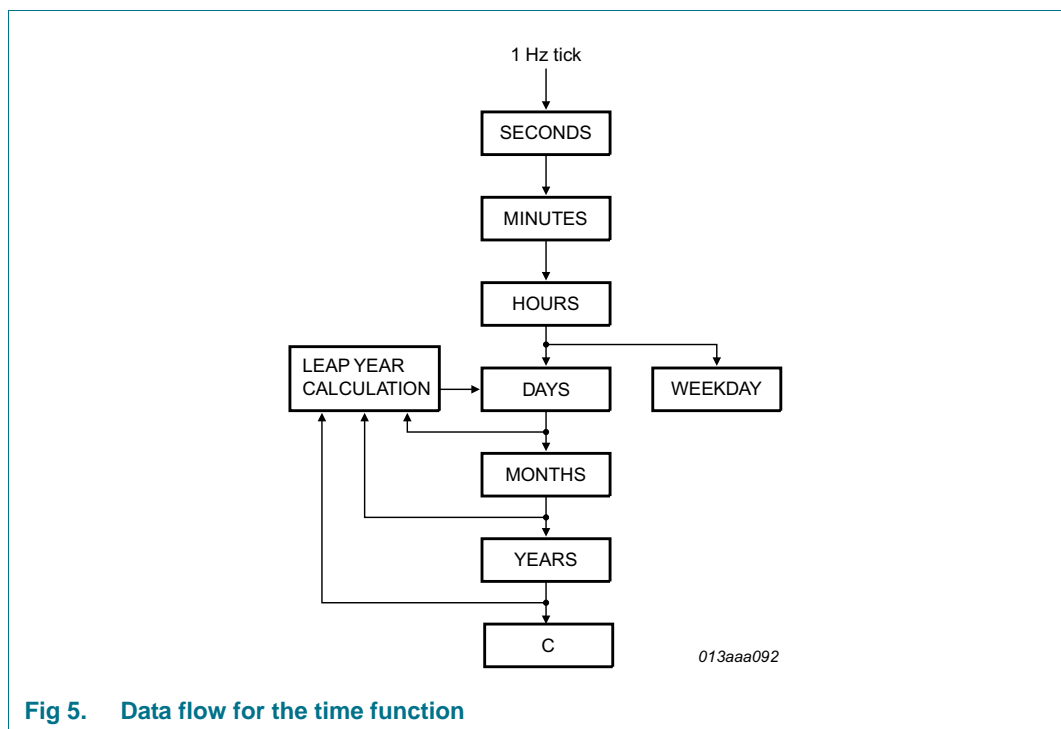 1 Hz tick
SECONDS
MINUTES
HOURS
LEAP YEAR
CALCULATION
DAYS
WEEKDAY
MONTHS
YEARS
C
013aaa092
Fig 5. Data flow for the time function